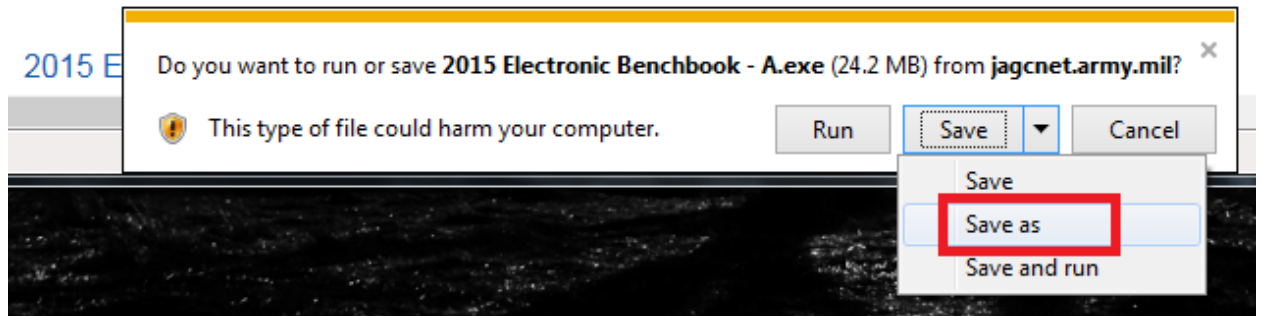 2015 E
Do you want to run or save 2015 Electronic Benchbook - A.exe (24.2 MB) from jagcnet.army.mil?
This type of file could harm your computer.
Run
Save
Cancel
Save
Save as
Save and run